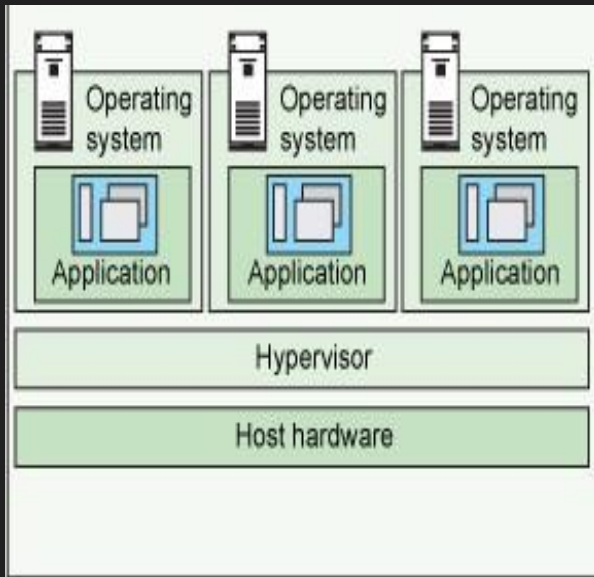 Operating
system
Application
Operating
system
Application
Operating
system
Application
Hypervisor
Host hardware